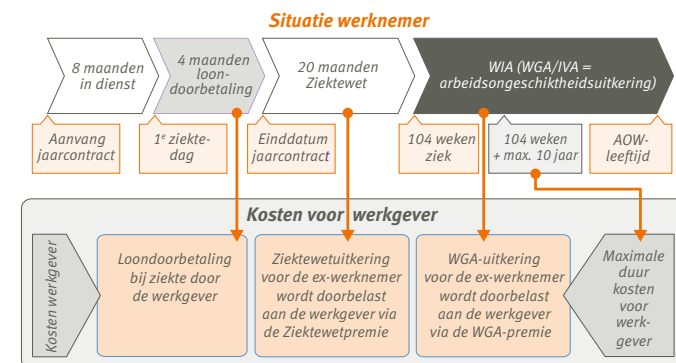 Situatie werknemer
8 maanden
in dienst
4 maanden
loon-
doorbetaling
20 maanden
Ziektewet
WIA (WGA/IVA =
arbeidsongeschiktheidsuitkering)
Aanvang
jaarcontract
1e ziekte-
dag
Einddatum
jaarcontract
104 weken
ziek
104 weken
+ max. 10 jaar
AOW-
leeftijd
Kosten voor werkgever
Kosten werkgever
Loondoorbetaling
bij ziekte door
de werkgever
Ziektewetuitkering
voor de ex-werknemer
wordt doorbelast
aan de werkgever via
de Ziektewetpremie
WGA-uitkering
voor de ex-werknemer
wordt doorbelast
aan de werkgever
via de WGA-premie
Maximale
duur
kosten
voor
werk-
gever